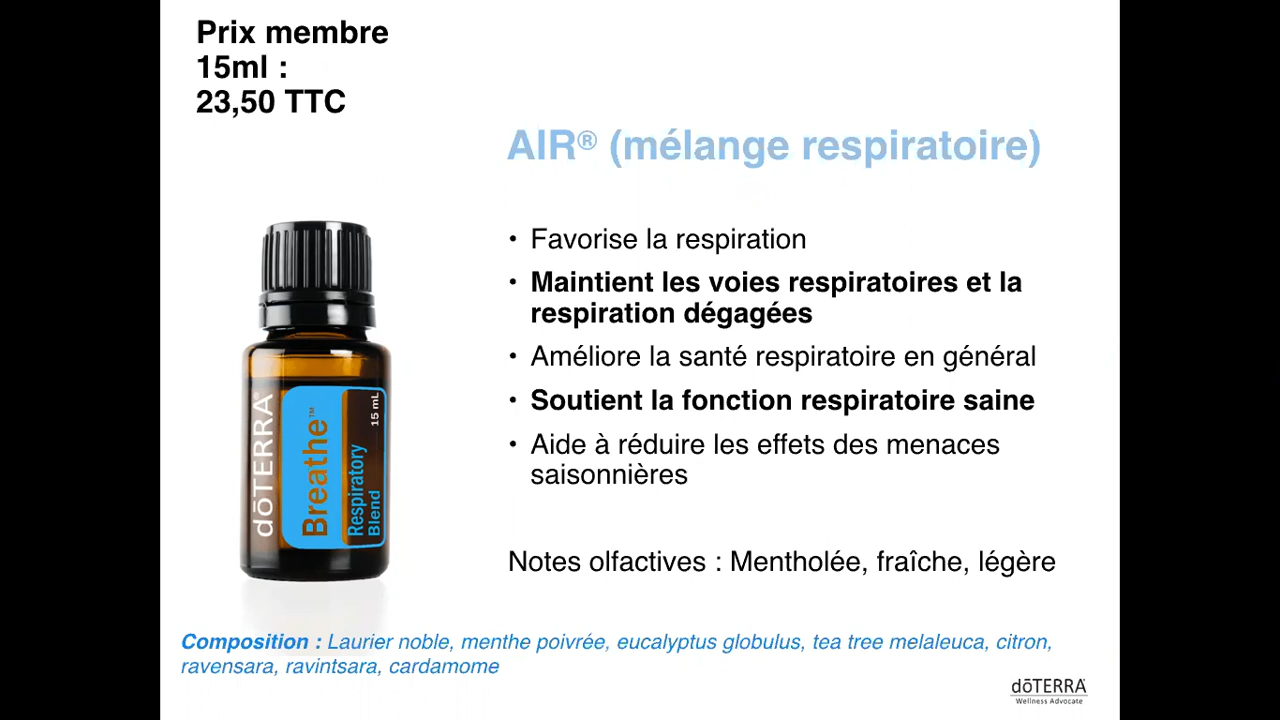 Prix membre
15ml :
23,50 TTC
AIR® (mélange respiratoire)
• Favorise la respiration
• Maintient les voies respiratoires et la
respiration dégagées
• Améliore la santé respiratoire en général
• Soutient la fonction respiratoire saine
• Aide à réduire les effets des menaces
saisonnières
dōTERRA®
Breathe™
Respiratory
Blend
15 mL
Notes olfactives : Mentholée, fraîche, légère
Composition : Laurier noble, menthe poivrée, eucalyptus globulus, tea tree melaleuca, citron,
ravensara, ravintsara, cardamome
dōTERRA®
Wellness Advocate